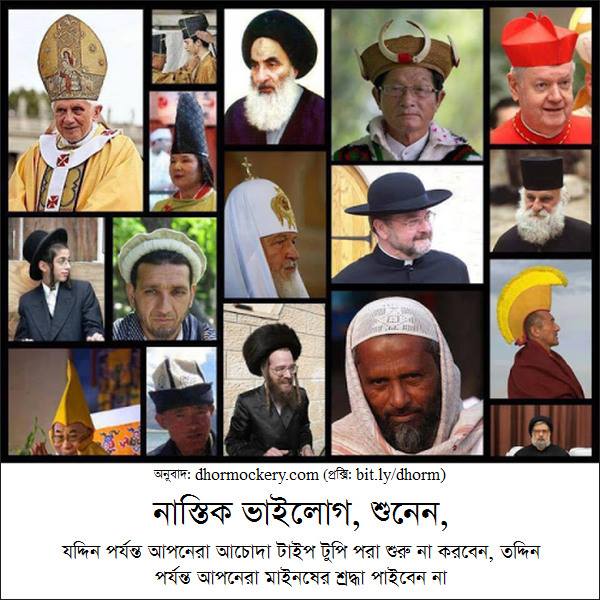 অনুবাদ: dhormockery.com (প্রক্সি: bit.ly/dhorm)
নাস্তিক ভাইলোগ, শুনেন,
যদ্দিন পর্যন্ত আপনেরা আচোদা টাইপ টুপি পরা শুরু না করবেন, তদ্দিন
পর্যন্ত আপনেরা মাইনষের শ্রদ্ধা পাইবেন না